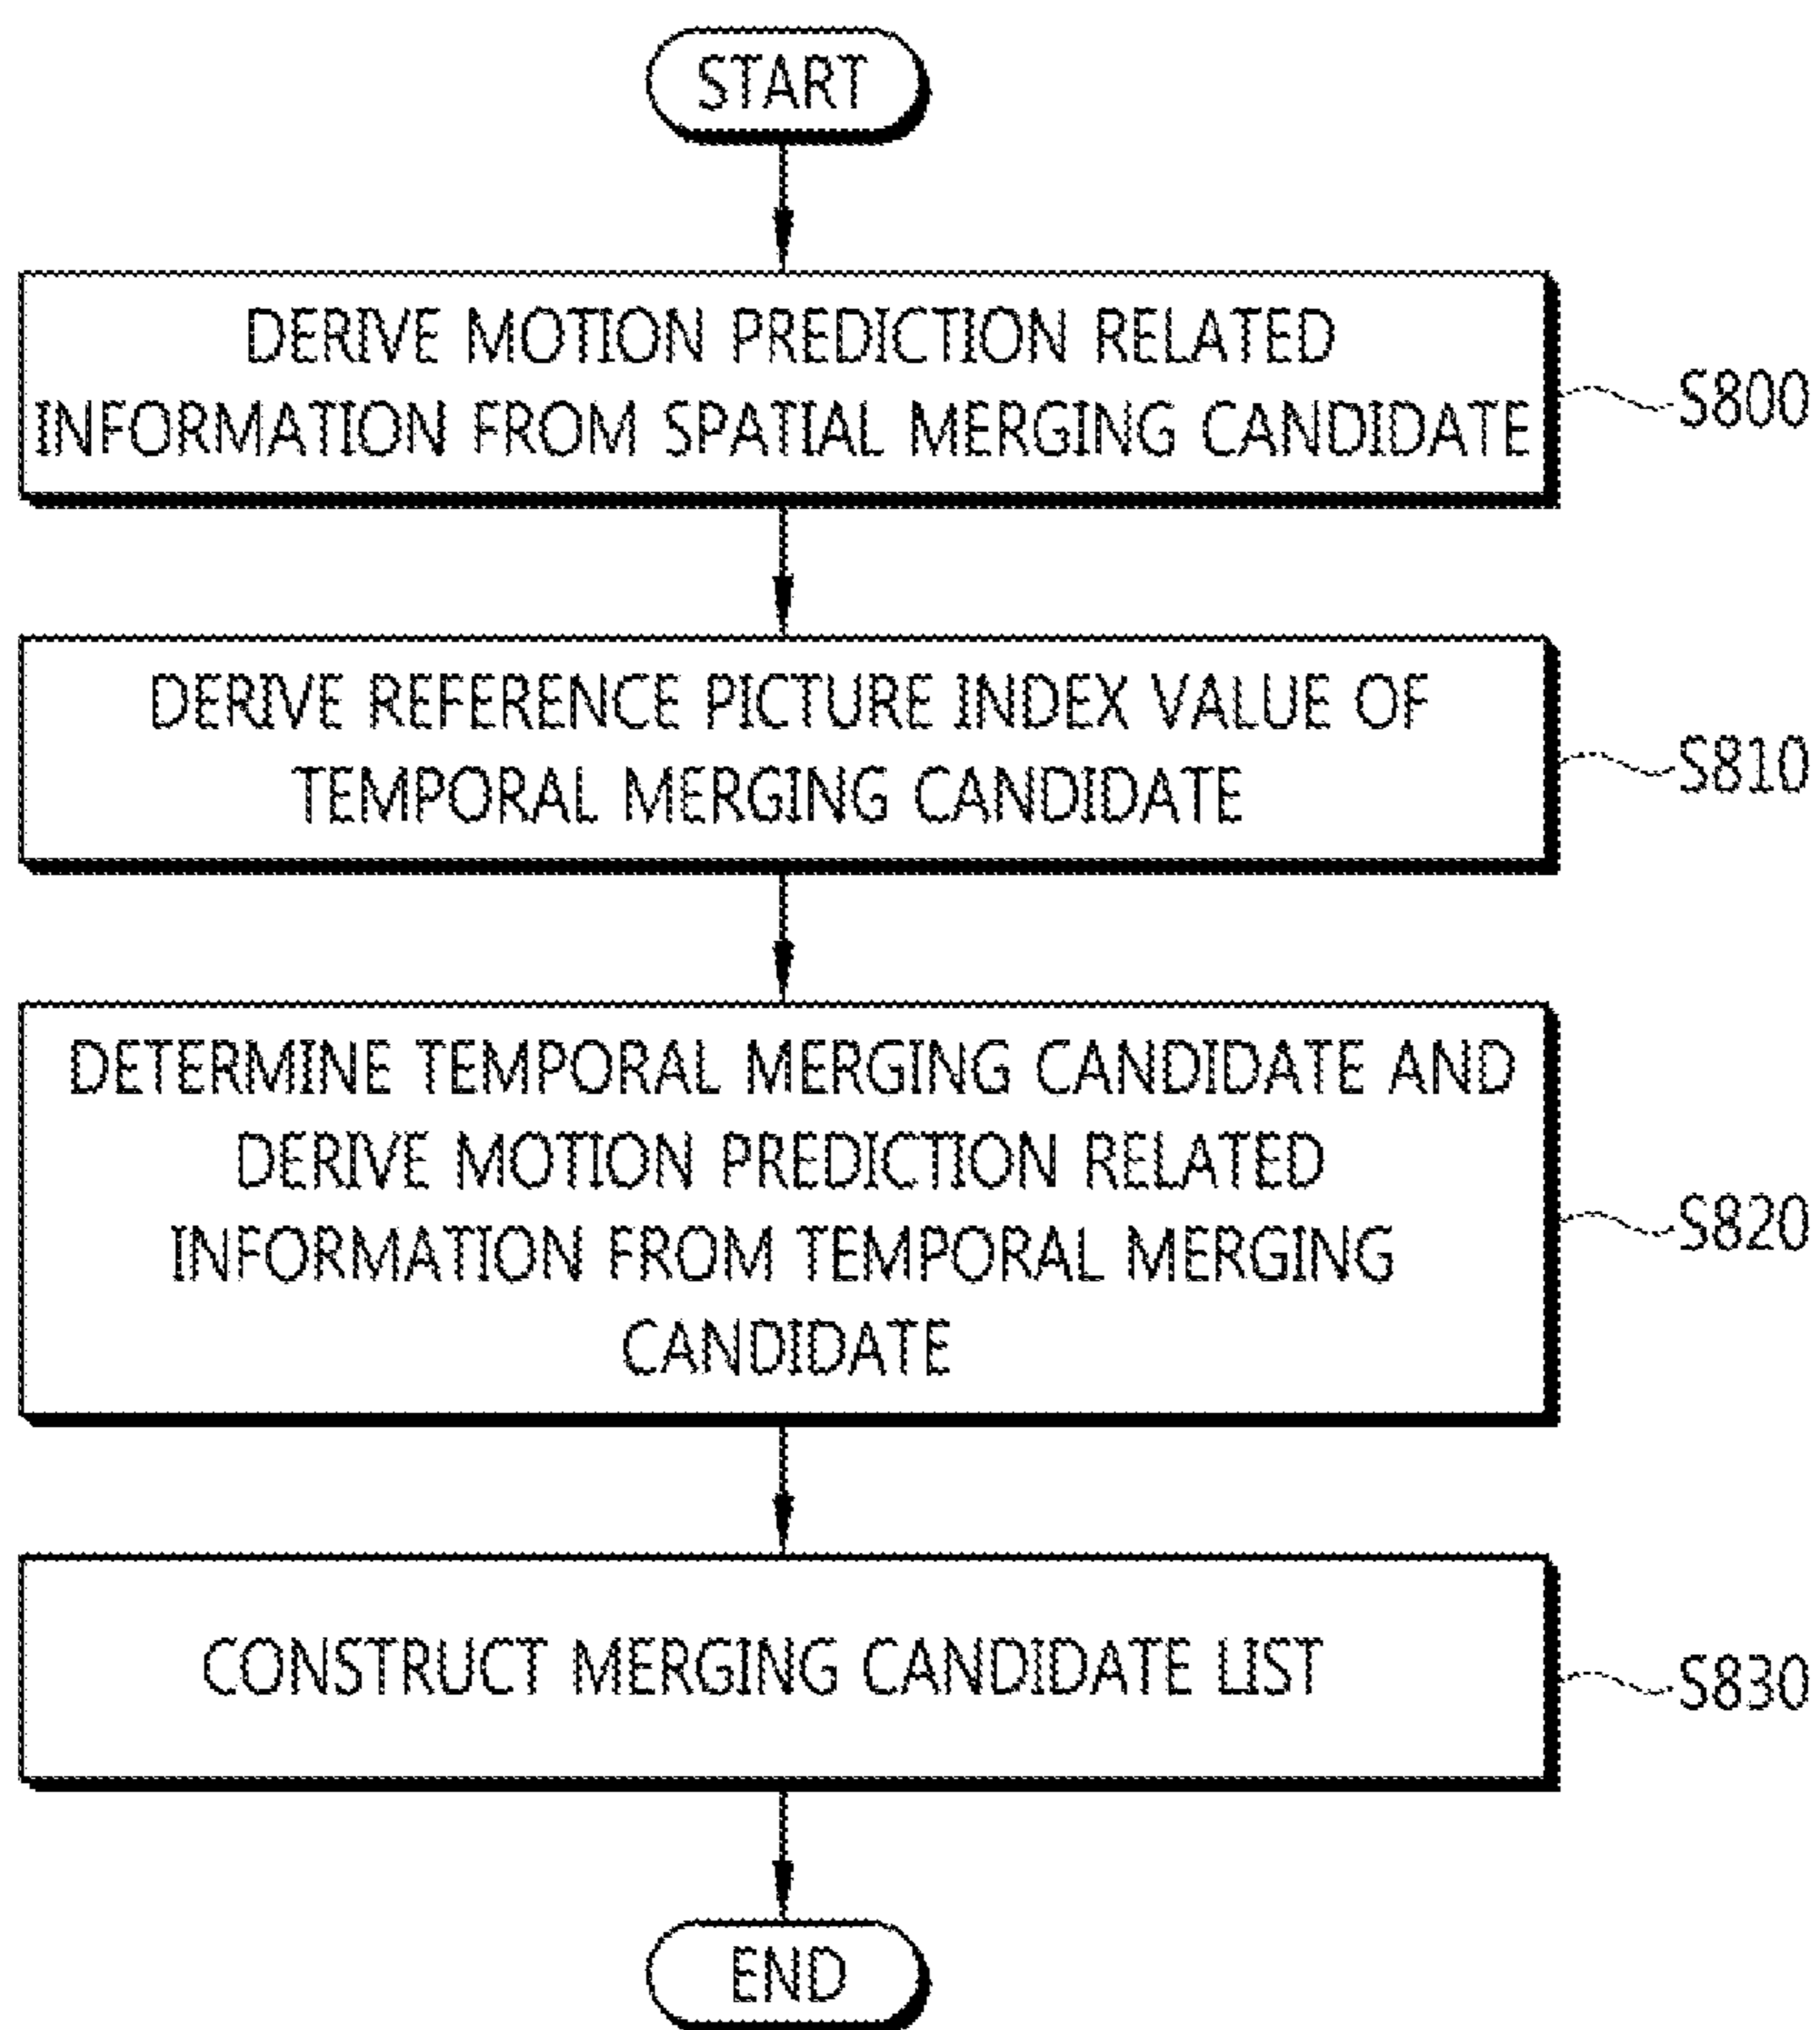 START
DERIVE MOTION PREDICTION RELATED
INFORMATION FROM SPATIAL MERGING CANDIDATE
S800
DERIVE REFERENCE PICTURE INDEX VALUE OF
TEMPORAL MERGING CANDIDATE
S810
DETERMINE TEMPORAL MERGING CANDIDATE AND
DERIVE MOTION PREDICTION RELATED
INFORMATION FROM TEMPORAL MERGING
CANDIDATE
S820
CONSTRUCT MERGING CANDIDATE LIST
S830
END